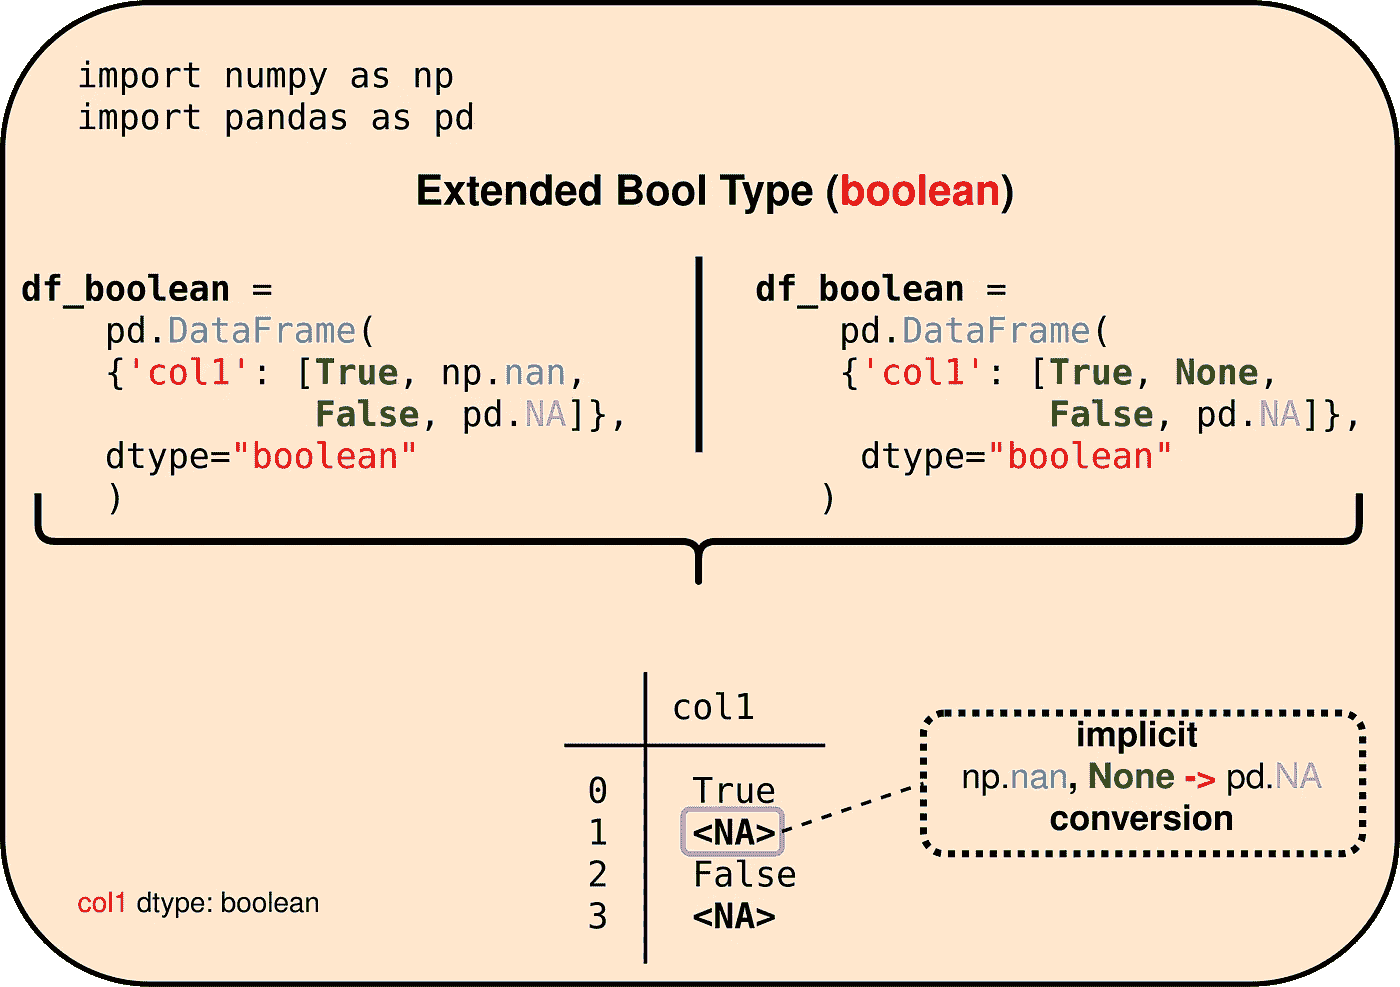 import numpy as np
import pandas as pd
Extended Bool Type (boolean)
df_boolean =
pd.DataFrame(
{'col1': [True, np.nan,
False, pd.NA]},
dtype="boolean"
)
df_boolean =
pd.DataFrame(
{'col1': [True, None,
False, pd.NA]},
dtype="boolean"
)
col1
0 True
1 <NA>
2 False
3 <NA>
implicit
np.nan, None -> pd.NA
conversion
col1 dtype: boolean